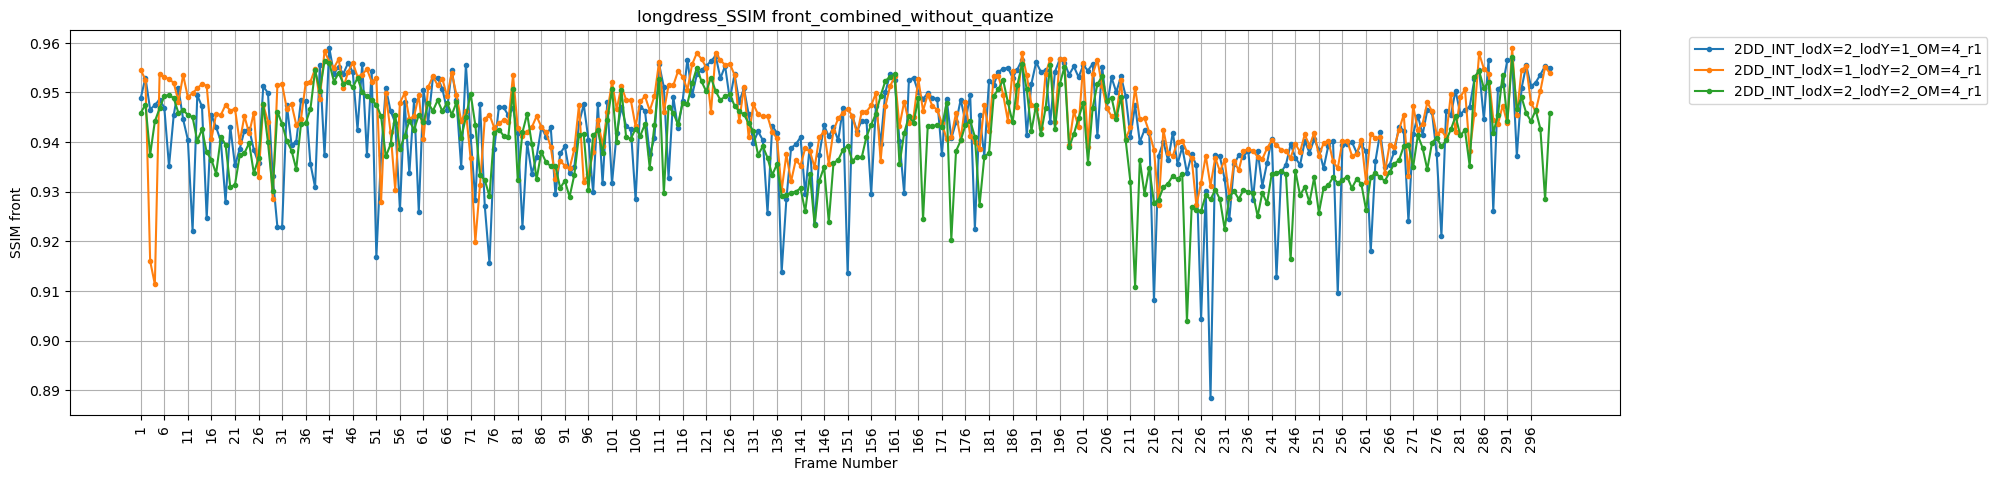 longdress_SSIM front_combined_without_quantize
0.96
0.95
0.94
0.93
0.92
0.91
0.90
0.89
SSIM front
1 6 11 16 21 26 31 36 41 46 51 56 61 66 71 76 81 86 91 96 101 106 111 116 121 126 131 136 141 146 151 156 161 166 171 176 181 186 191 196 201 206 211 216 221 226 231 236 241 246 251 256 261 266 271 276 281 286 291 296
Frame Number
2DD_INT_lodX=2_lodY=1_OM=4_r1
2DD_INT_lodX=1_lodY=2_OM=4_r1
2DD_INT_lodX=2_lodY=2_OM=4_r1